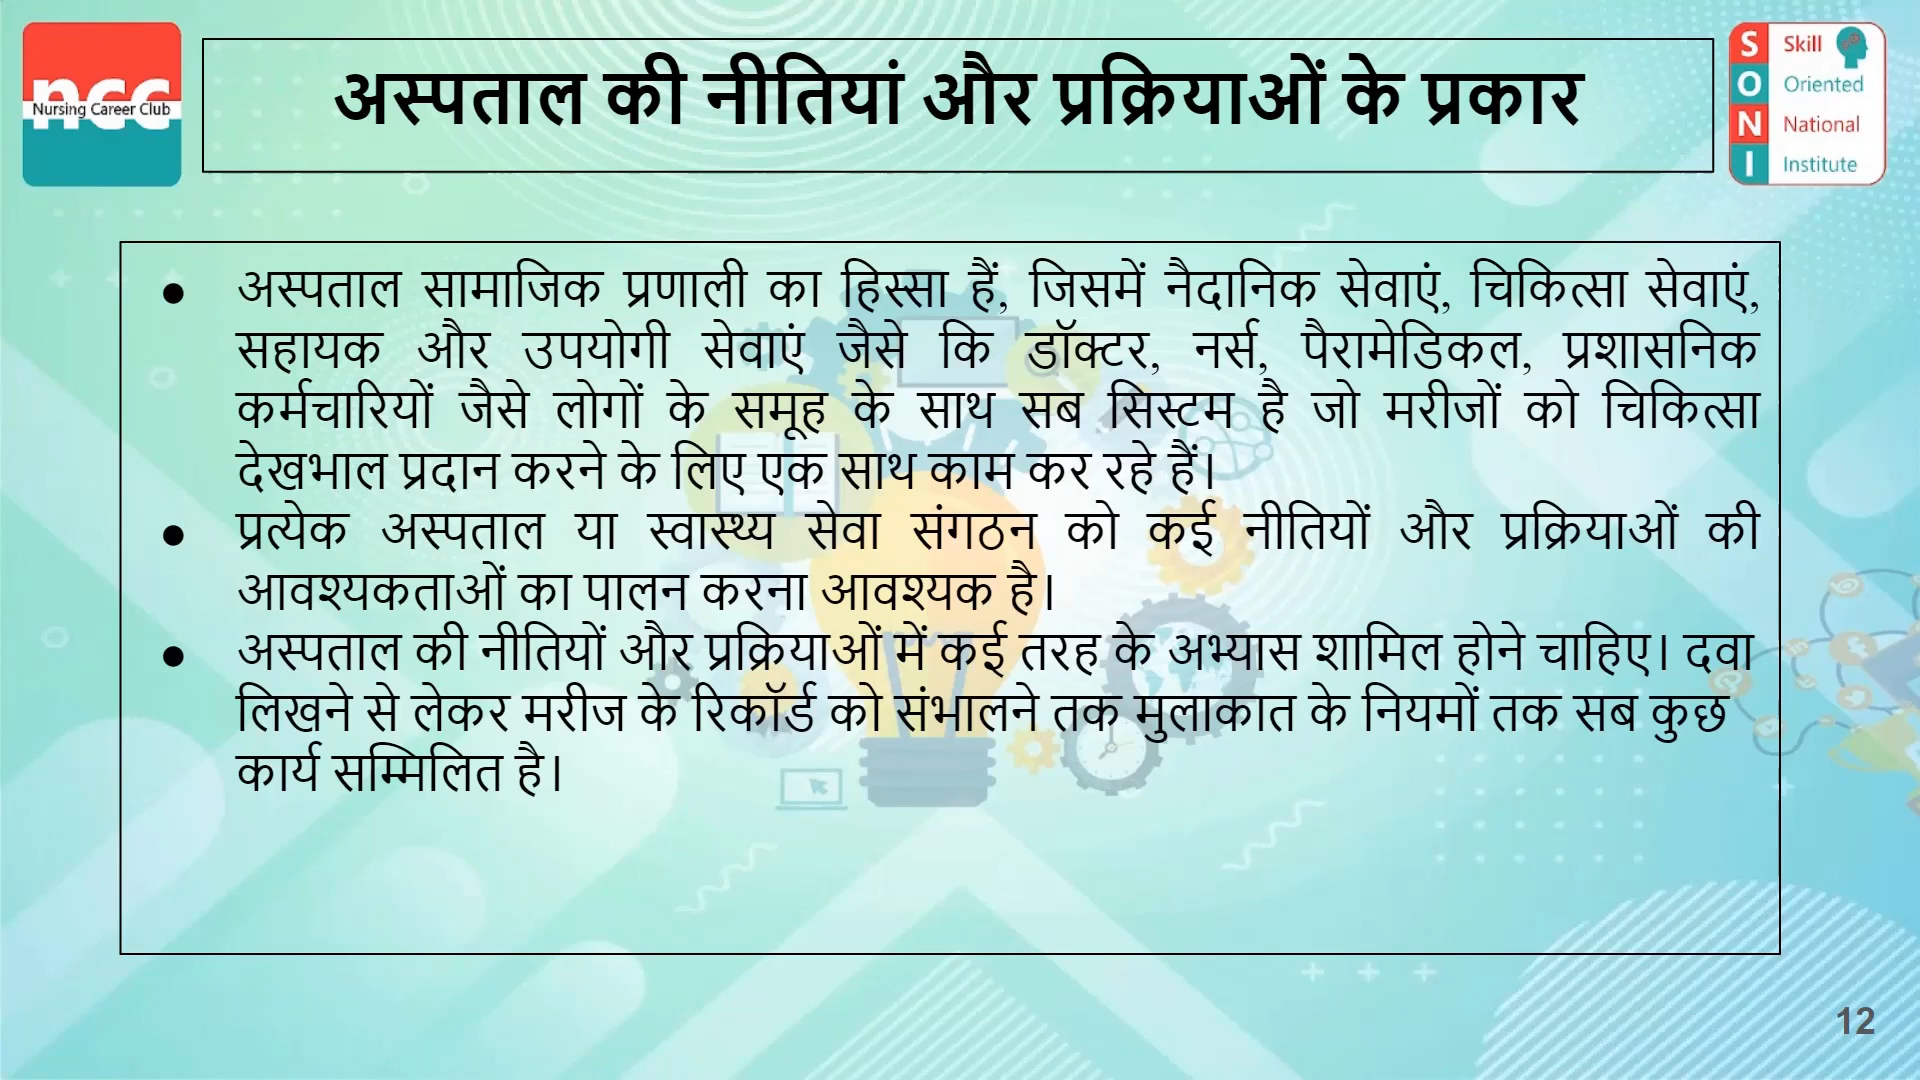 ncc
Nursing Career Club
अस्पताल की नीतियां और प्रक्रियाओं के प्रकार
S Skill
O Oriented
N National
I Institute
● अस्पताल सामाजिक प्रणाली का हिस्सा हैं, जिसमें नैदानिक सेवाएं, चिकित्सा सेवाएं,
सहायक और उपयोगी सेवाएं जैसे कि डॉक्टर, नर्स, पैरामेडिकल, प्रशासनिक
कर्मचारियों जैसे लोगों के समूह के साथ सब सिस्टम है जो मरीजों को चिकित्सा
देखभाल प्रदान करने के लिए एक साथ काम कर रहे हैं।
● प्रत्येक अस्पताल या स्वास्थ्य सेवा संगठन को कई नीतियों और प्रक्रियाओं की
आवश्यकताओं का पालन करना आवश्यक है।
● अस्पताल की नीतियों और प्रक्रियाओं में कई तरह के अभ्यास शामिल होने चाहिए। दवा
लिखने से लेकर मरीज के रिकॉर्ड को संभालने तक मुलाकात के नियमों तक सब कुछ
कार्य सम्मिलित है।
12